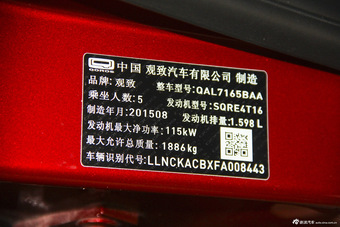 QOROS
中国 观致汽车有限公司 制造
品牌:观致 整车型号:QAL7165BAA
乘坐人数:5 发动机型号:SQRE4T16
制造年月:201508 发动机排量:1.598 L
发动机最大净功率:115kW
最大允许总质量:1886kg
车辆识别代号:LLNCKACBXFA008443